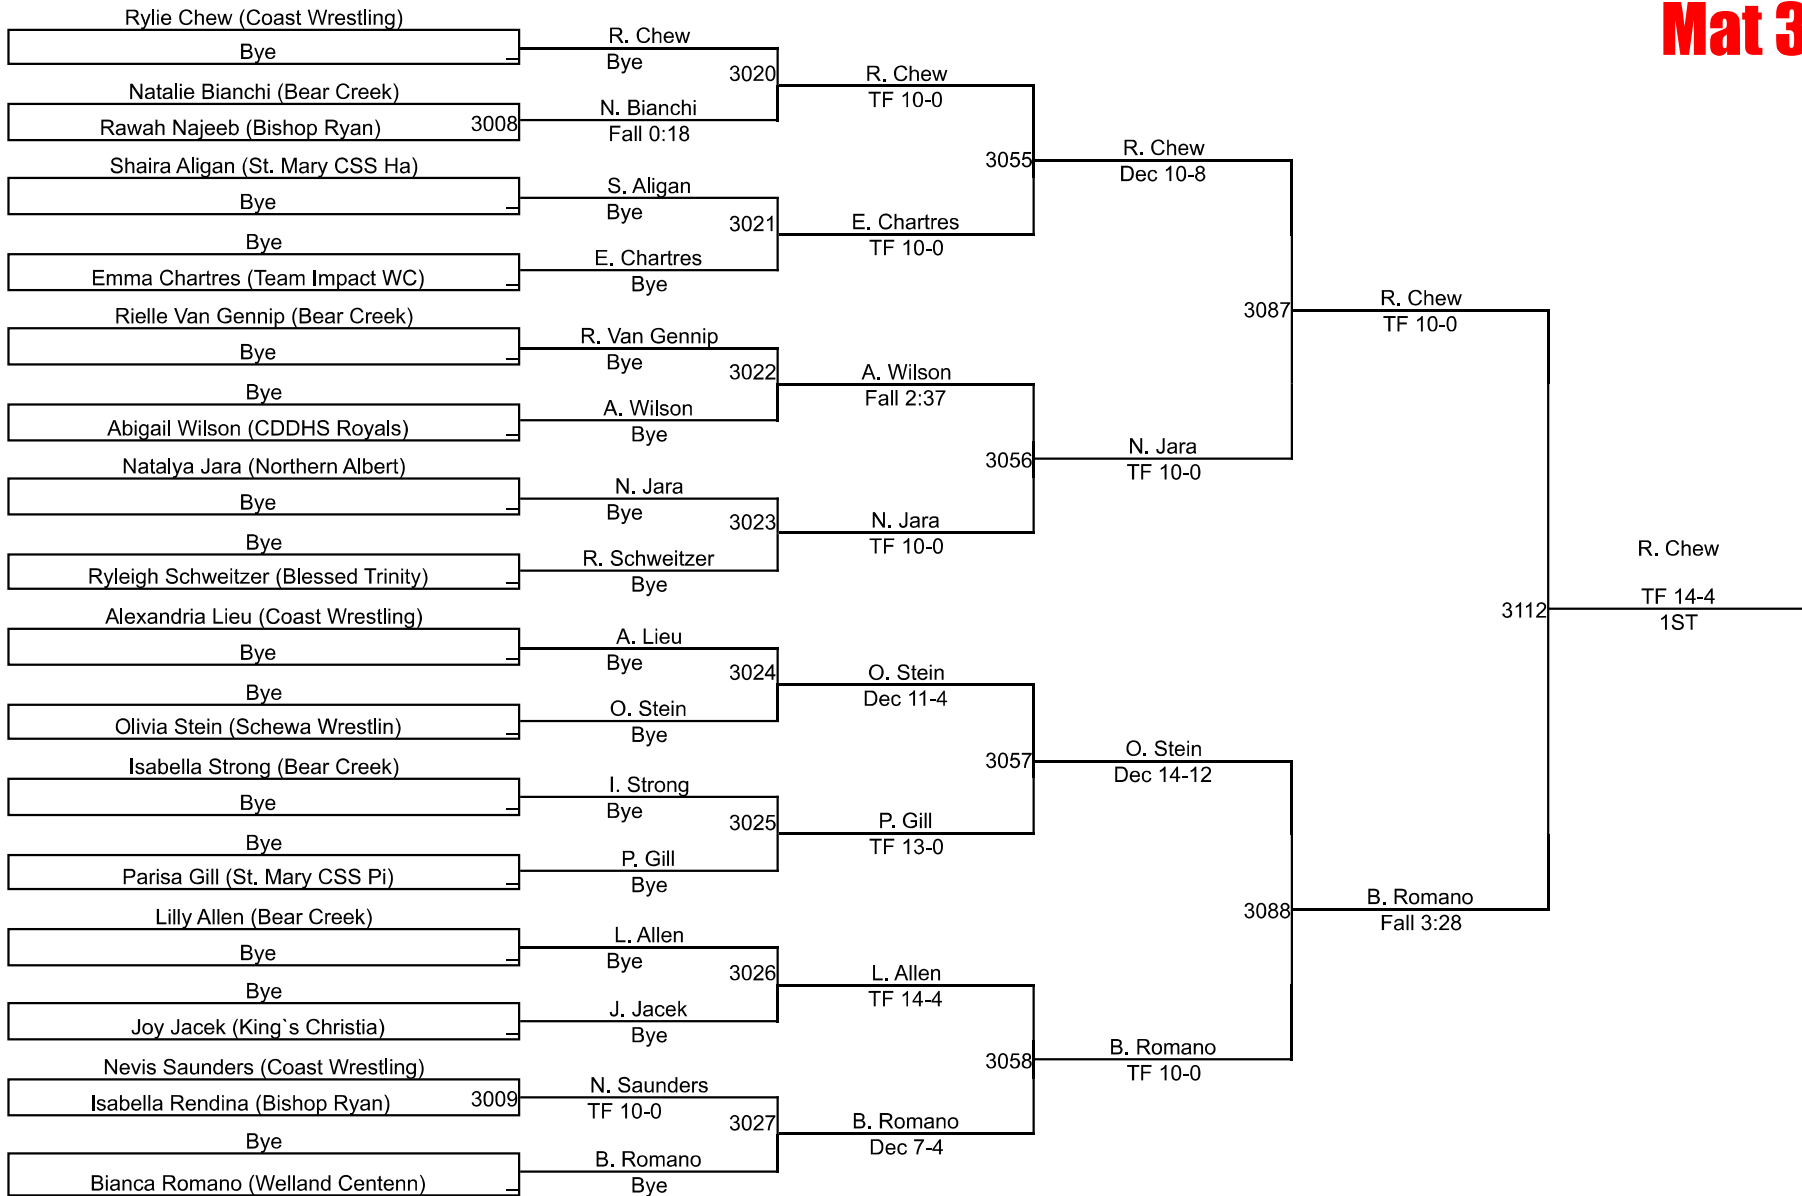 Mat 3
Rylie Chew (Coast Wrestling)
Bye
Natalie Bianchi (Bear Creek)
Rawah Najeeb (Bishop Ryan) 3008
Shaira Aligan (St. Mary CSS Ha)
Bye
Bye
Emma Chartres (Team Impact WC)
Rielle Van Gennip (Bear Creek)
Bye
Bye
Abigail Wilson (CDDHS Royals)
Natalya Jara (Northern Albert)
Bye
Bye
Ryleigh Schweitzer (Blessed Trinity)
Alexandria Lieu (Coast Wrestling)
Bye
Bye
Olivia Stein (Schewa Wrestlin)
Isabella Strong (Bear Creek)
Bye
Bye
Parisa Gill (St. Mary CSS Pi)
Lilly Allen (Bear Creek)
Bye
Bye
Joy Jacek (King`s Christia)
Nevis Saunders (Coast Wrestling)
Isabella Rendina (Bishop Ryan) 3009
Bye
Bianca Romano (Welland Centenn)
R. Chew
Bye
3020
N. Bianchi
Fall 0:18
S. Aligan
Bye
3021
E. Chartres
Bye
R. Van Gennip
Bye
3022
A. Wilson
Bye
N. Jara
Bye
3023
R. Schweitzer
Bye
A. Lieu
Bye
3024
O. Stein
Bye
I. Strong
Bye
3025
P. Gill
Bye
L. Allen
Bye
3026
J. Jacek
Bye
N. Saunders
TF 10-0
3027
B. Romano
Bye
R. Chew
TF 10-0
3055
E. Chartres
TF 10-0
A. Wilson
Fall 2:37
3056
N. Jara
TF 10-0
O. Stein
Dec 11-4
3057
P. Gill
TF 13-0
L. Allen
TF 14-4
3058
B. Romano
Dec 7-4
R. Chew
Dec 10-8
3087
N. Jara
TF 10-0
O. Stein
Dec 14-12
3088
B. Romano
TF 10-0
R. Chew
TF 10-0
3112
B. Romano
Fall 3:28
R. Chew
TF 14-4
1ST